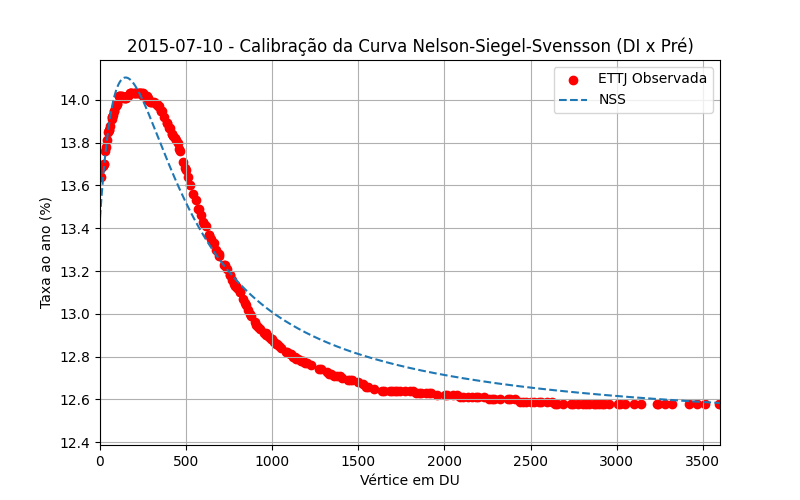 2015-07-10 - Calibração da Curva Nelson-Siegel-Svensson (DI x Pré)
ETTJ Observada
NSS
Taxa ao ano (%)
14.0
13.8
13.6
13.4
13.2
13.0
12.8
12.6
12.4
0 500 1000 1500 2000 2500 3000 3500
Vértice em DU